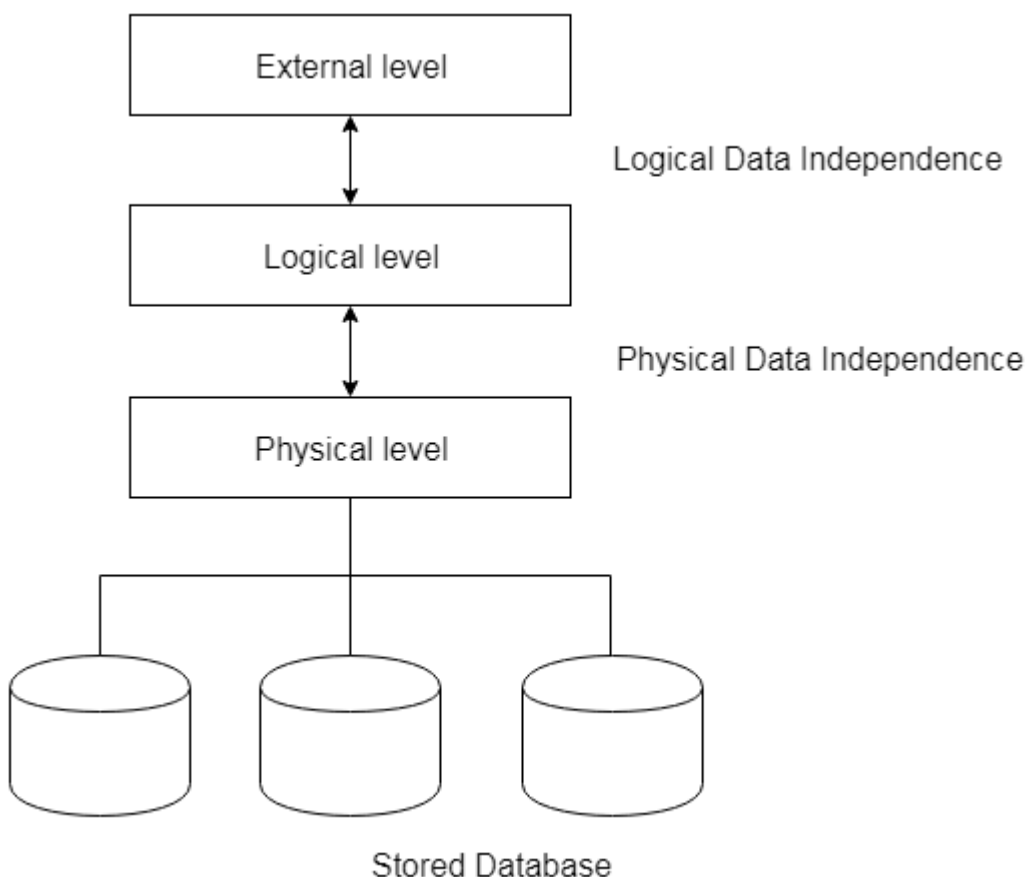 External level
Logical Data Independence
Logical level
Physical Data Independence
Physical level
Stored Database